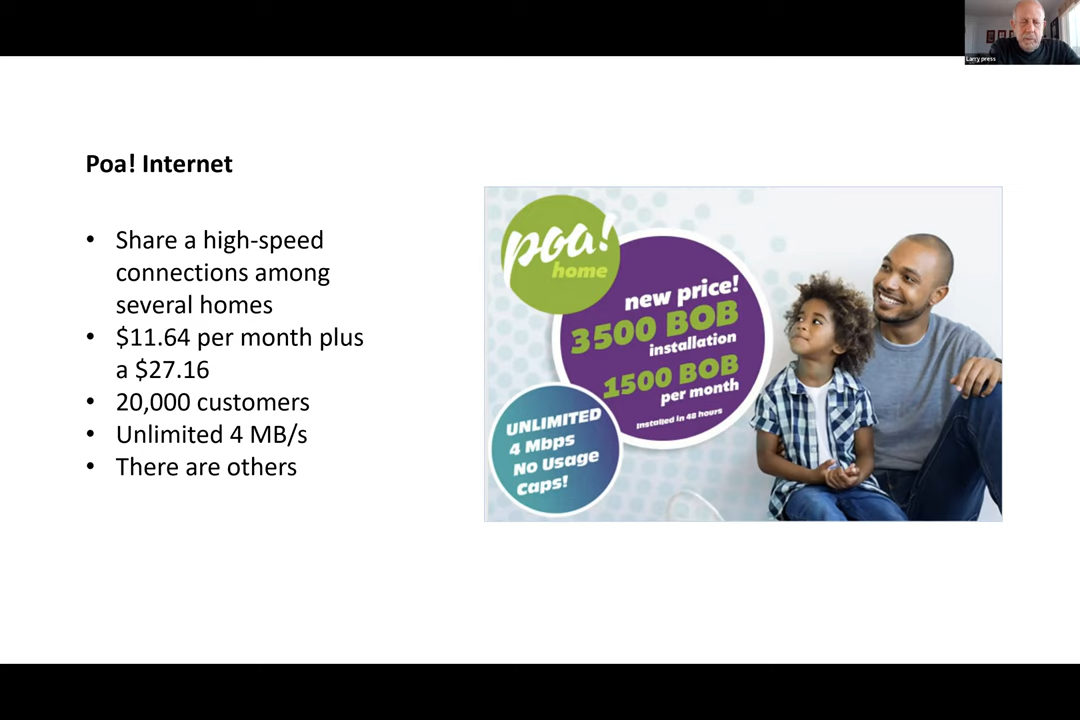 Larry press
Poa! Internet
• Share a high-speed
connections among
several homes
• $11.64 per month plus
a $27.16
• 20,000 customers
• Unlimited 4 MB/s
• There are others
poa!
home
new price!
3500 BOB
installation
1500 BOB
per month
Installed in 48 hours
UNLIMITED
4 Mbps
No Usage
Caps!